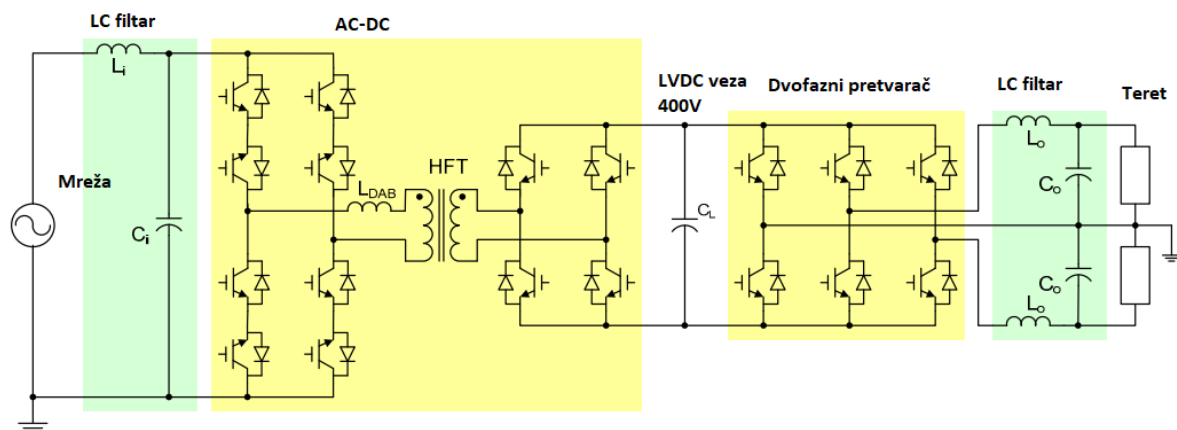 LC filtar
AC-DC
Li
LVDC veza
400V
Dvofazni pretvarač
LC filtar
Teret
Lo
HFT
Mreža
LDAB
Co
Ci
CL
Co
Lo